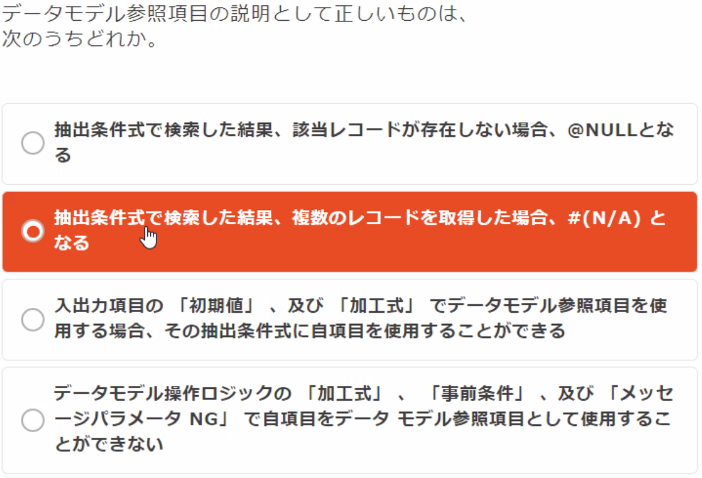 データモデル参照項目の説明として正しいものは、
次のうちどれか。
抽出条件式で検索した結果、該当レコードが存在しない場合、@NULLとな
る
抽出条件式で検索した結果、複数のレコードを取得した場合、#(N/A) と
なる
入出力項目の 「初期値」 、及び 「加工式」 でデータモデル参照項目を使
用する場合、その抽出条件式に自項目を使用することができる
データモデル操作ロジックの 「加工式」 、 「事前条件」 、及び 「メッセ
ージパラメータ NG」 で自項目をデータ モデル参照項目として使用するこ
とができない